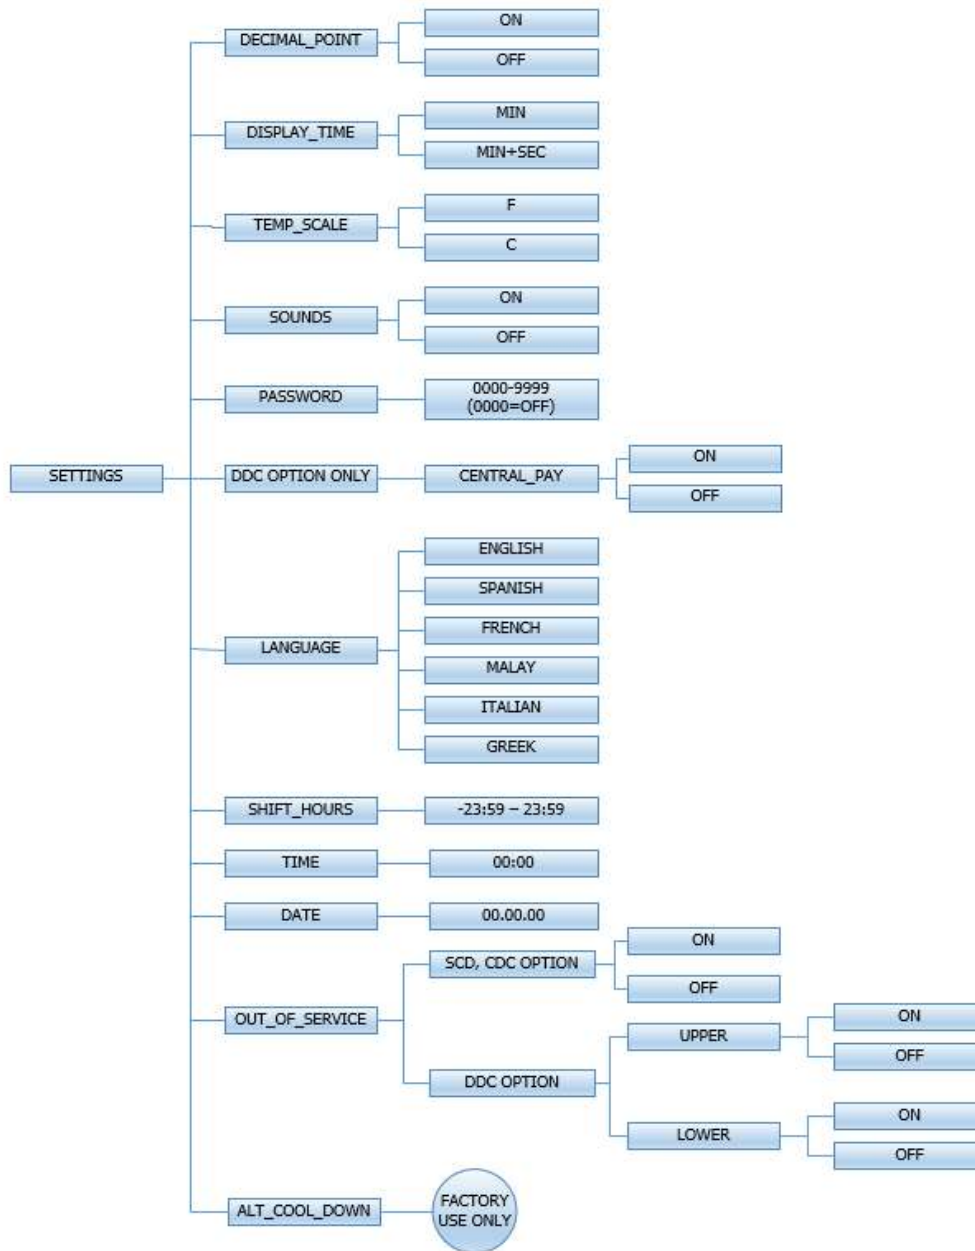 DECIMAL_POINT
ON
OFF
DISPLAY_TIME
MIN
MIN+SEC
TEMP_SCALE
F
C
SOUNDS
ON
OFF
PASSWORD
0000-9999
(0000=OFF)
SETTINGS
DDC OPTION ONLY
CENTRAL_PAY
ON
OFF
LANGUAGE
ENGLISH
SPANISH
FRENCH
MALAY
ITALIAN
GREEK
SHIFT_HOURS
-23:59 – 23:59
TIME
00:00
DATE
00.00.00
OUT_OF_SERVICE
SCD, CDC OPTION
ON
OFF
DDC OPTION
UPPER
ON
OFF
LOWER
ON
OFF
ALT_COOL_DOWN
FACTORY
USE ONLY